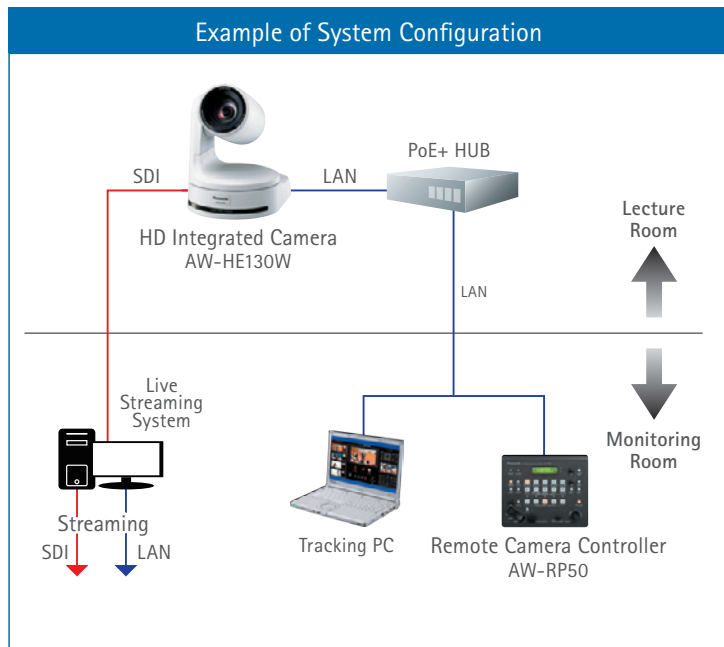 Example of System Configuration
PoE+ HUB
SDI
LAN
Lecture
Room
HD Integrated Camera
AW-HE130W
LAN
Live
Streaming
System
Monitoring
Room
Streaming
SDI
LAN
Tracking PC
Remote Camera Controller
AW-RP50
Panasonic